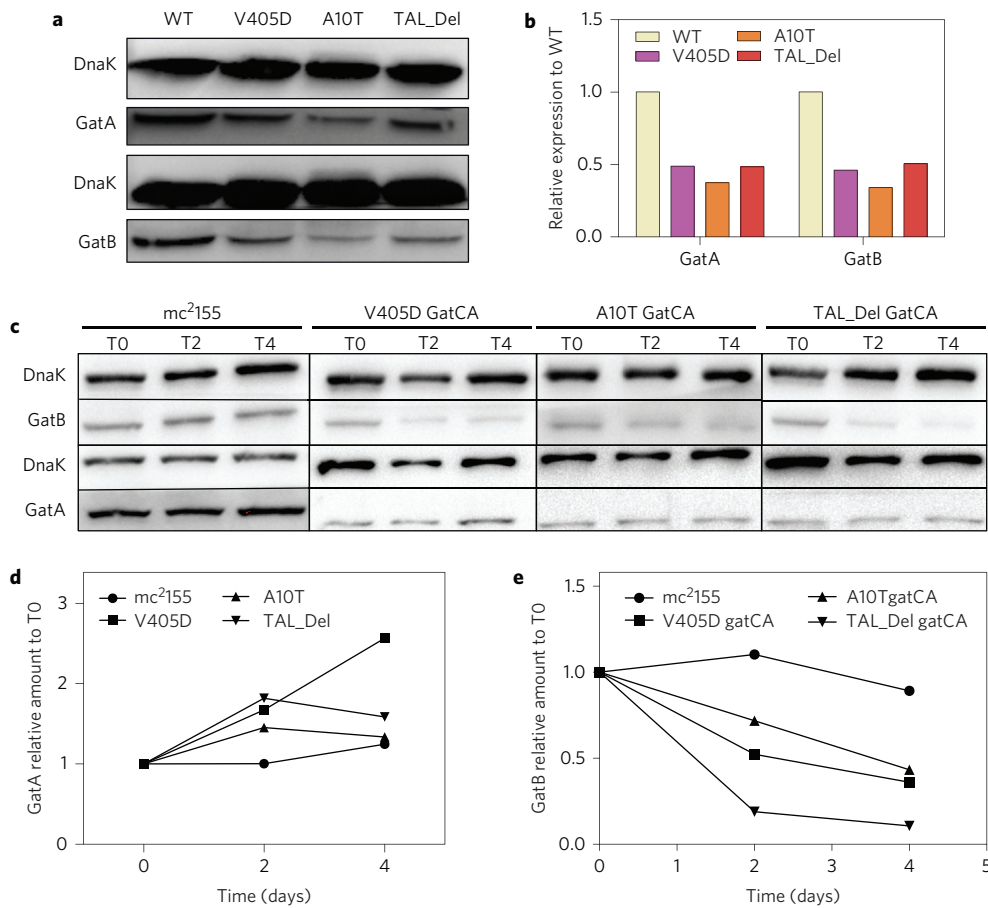 a
WT V405D A10T TAL_Del
DnaK
GatA
DnaK
GatB
b
Relative expression to WT
1.5
1.0
0.5
0.0
WT A10T
V405D TAL_Del
GatA GatB
c
mc²155 V405D GatCA A10T GatCA TAL_Del GatCA
T0 T2 T4 T0 T2 T4 T0 T2 T4 T0 T2 T4
DnaK
GatB
DnaK
GatA
d
GatA relative amount to T0
3
2
1
0
mc²155 A10T
V405D TAL_Del
0 2 4
Time (days)
e
GatB relative amount to T0
1.5
1.0
0.5
0.0
mc²155 A10TgatCA
V405D gatCA TAL_Del gatCA
0 1 2 3 4 5
Time (days)